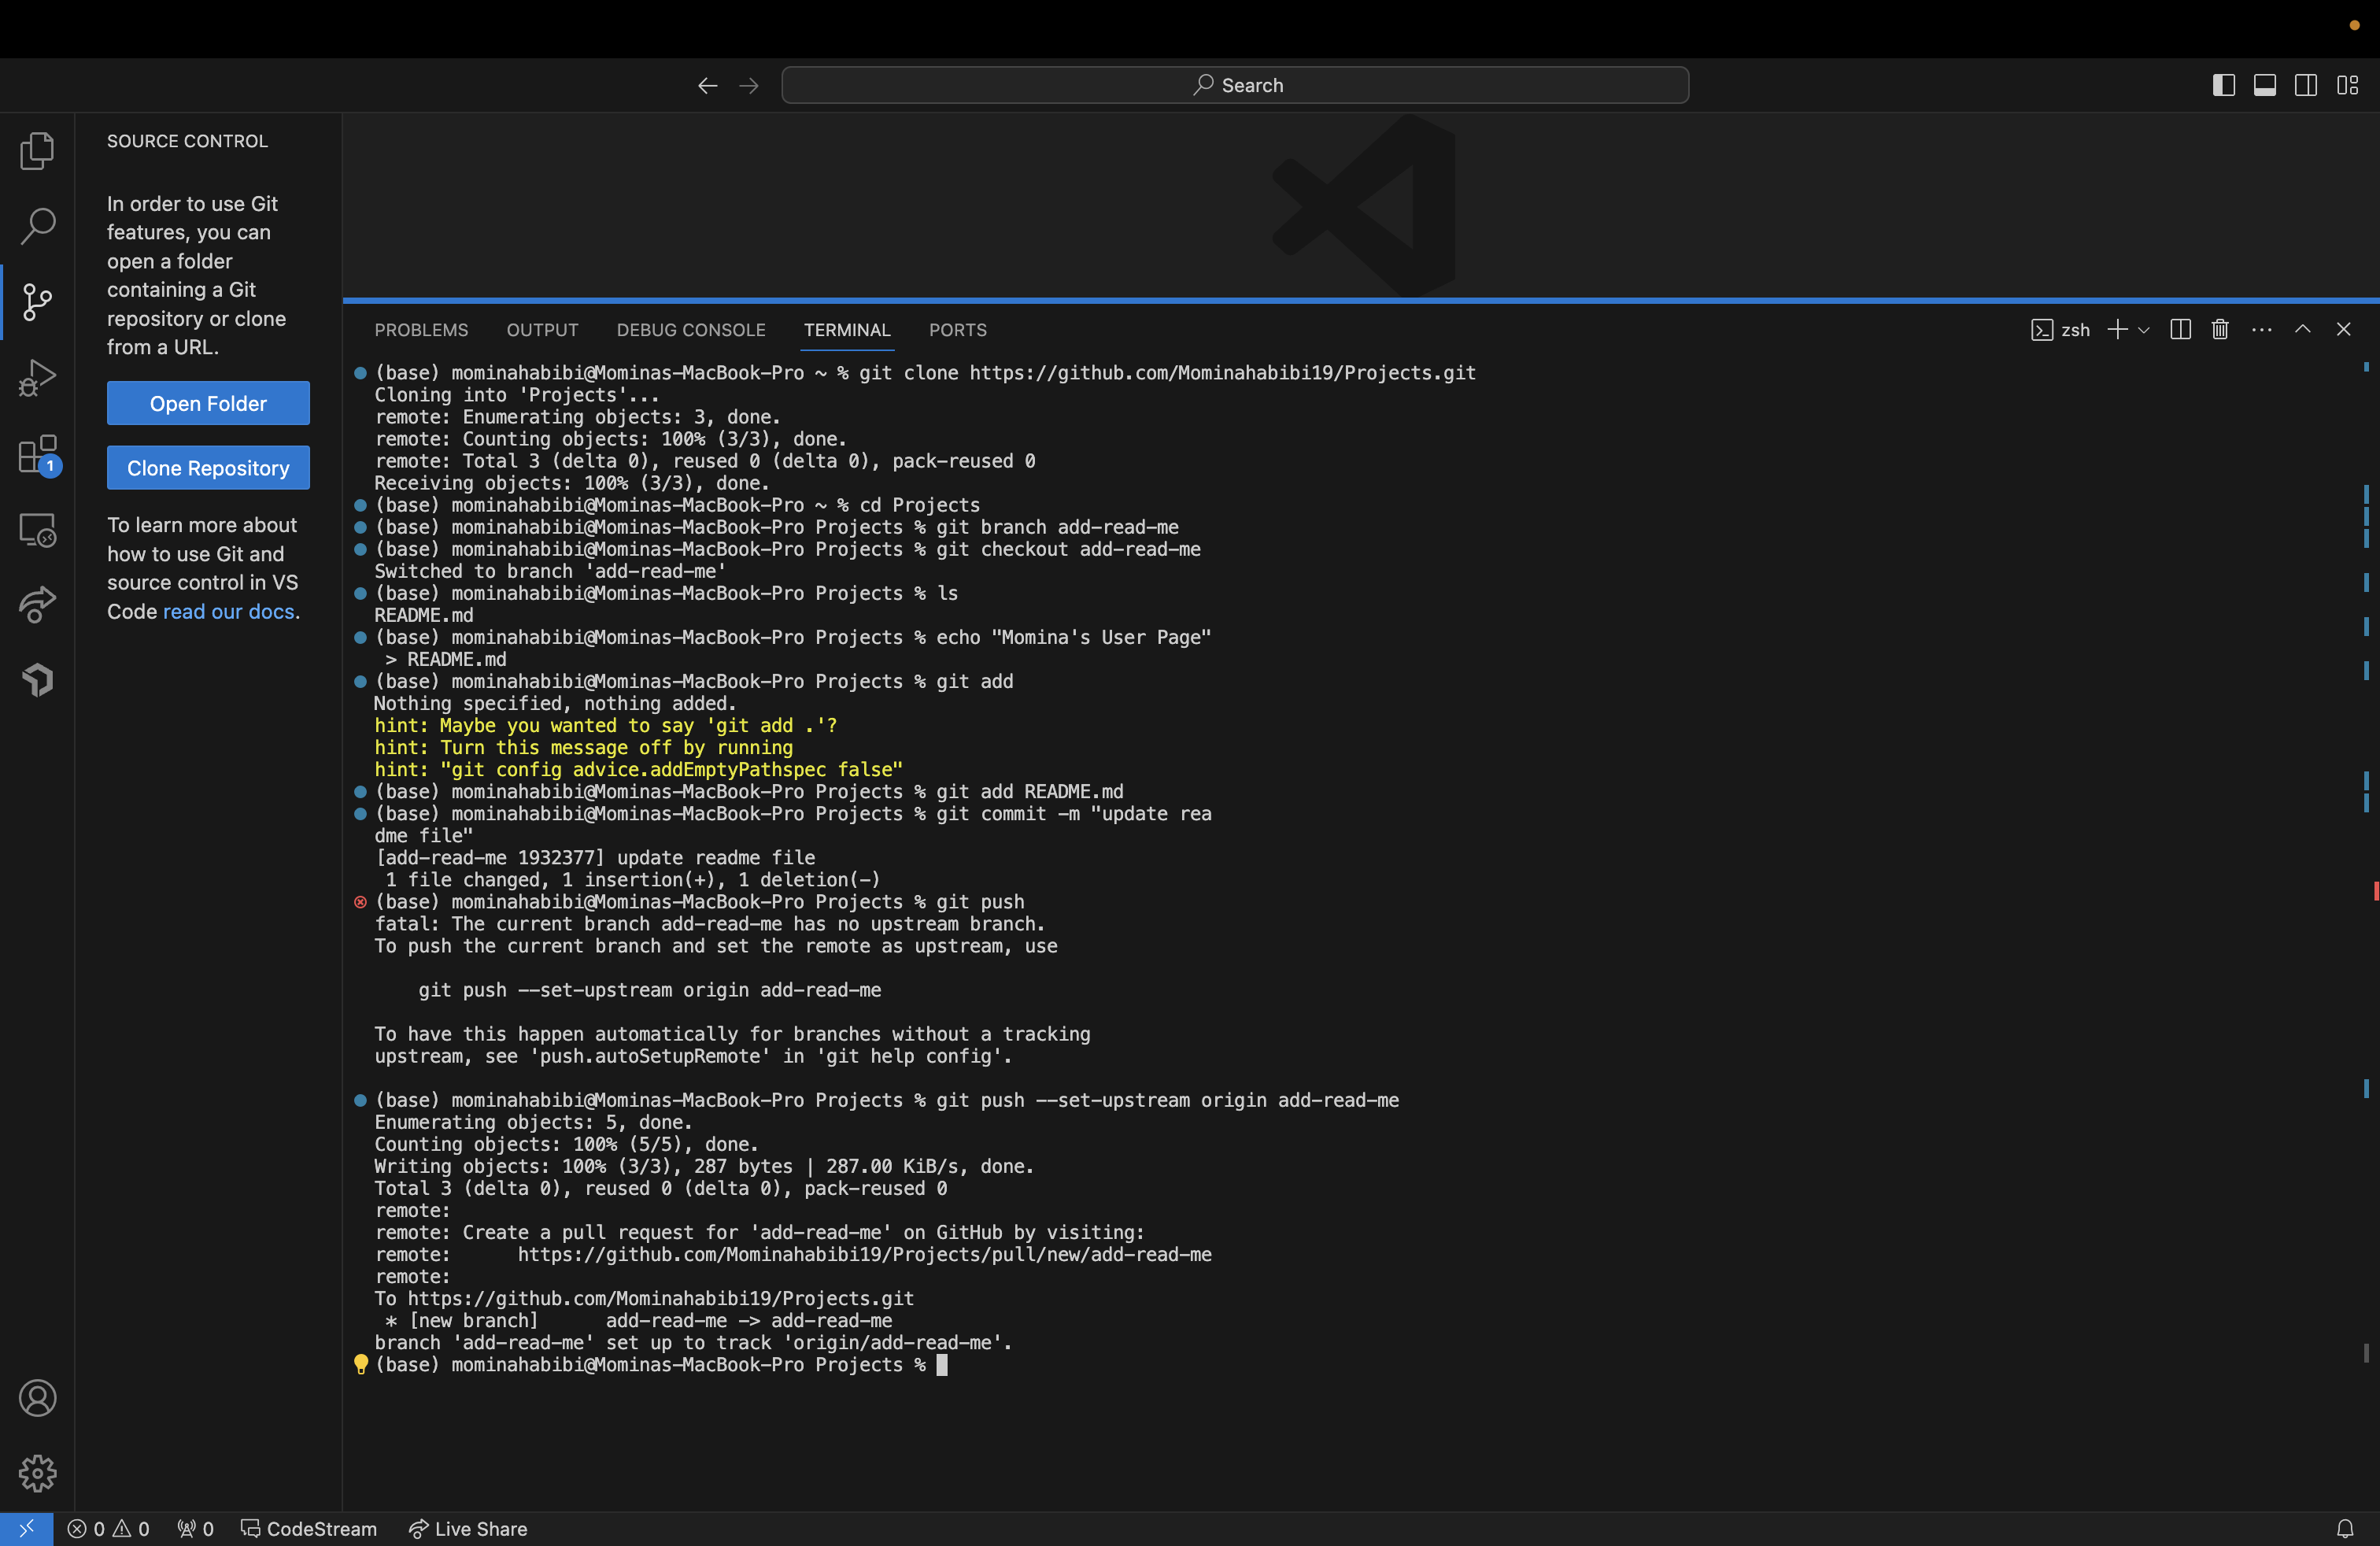 Search
SOURCE CONTROL
In order to use Git
features, you can
open a folder
containing a Git
repository or clone
from a URL.
Open Folder
Clone Repository
To learn more about
how to use Git and
source control in VS
Code read our docs.
1
PROBLEMS OUTPUT DEBUG CONSOLE TERMINAL PORTS
zsh
(base) mominahabibi@Mominas-MacBook-Pro ~ % git clone https://github.com/Mominahabibi19/Projects.git
Cloning into 'Projects'...
remote: Enumerating objects: 3, done.
remote: Counting objects: 100% (3/3), done.
remote: Total 3 (delta 0), reused 0 (delta 0), pack-reused 0
Receiving objects: 100% (3/3), done.
(base) mominahabibi@Mominas-MacBook-Pro ~ % cd Projects
(base) mominahabibi@Mominas-MacBook-Pro Projects % git branch add-read-me
(base) mominahabibi@Mominas-MacBook-Pro Projects % git checkout add-read-me
Switched to branch 'add-read-me'
(base) mominahabibi@Mominas-MacBook-Pro Projects % ls
README.md
(base) mominahabibi@Mominas-MacBook-Pro Projects % echo "Momina's User Page"
> README.md
(base) mominahabibi@Mominas-MacBook-Pro Projects % git add
Nothing specified, nothing added.
hint: Maybe you wanted to say 'git add .'?
hint: Turn this message off by running
hint: "git config advice.addEmptyPathspec false"
(base) mominahabibi@Mominas-MacBook-Pro Projects % git add README.md
(base) mominahabibi@Mominas-MacBook-Pro Projects % git commit -m "update rea
dme file"
[add-read-me 1932377] update readme file
1 file changed, 1 insertion(+), 1 deletion(-)
(base) mominahabibi@Mominas-MacBook-Pro Projects % git push
fatal: The current branch add-read-me has no upstream branch.
To push the current branch and set the remote as upstream, use
git push --set-upstream origin add-read-me
To have this happen automatically for branches without a tracking
upstream, see 'push.autoSetupRemote' in 'git help config'.
(base) mominahabibi@Mominas-MacBook-Pro Projects % git push --set-upstream origin add-read-me
Enumerating objects: 5, done.
Counting objects: 100% (5/5), done.
Writing objects: 100% (3/3), 287 bytes | 287.00 KiB/s, done.
Total 3 (delta 0), reused 0 (delta 0), pack-reused 0
remote:
remote: Create a pull request for 'add-read-me' on GitHub by visiting:
remote: https://github.com/Mominahabibi19/Projects/pull/new/add-read-me
remote:
To https://github.com/Mominahabibi19/Projects.git
* [new branch] add-read-me -> add-read-me
branch 'add-read-me' set up to track 'origin/add-read-me'.
(base) mominahabibi@Mominas-MacBook-Pro Projects %
0 0 0 CodeStream Live Share